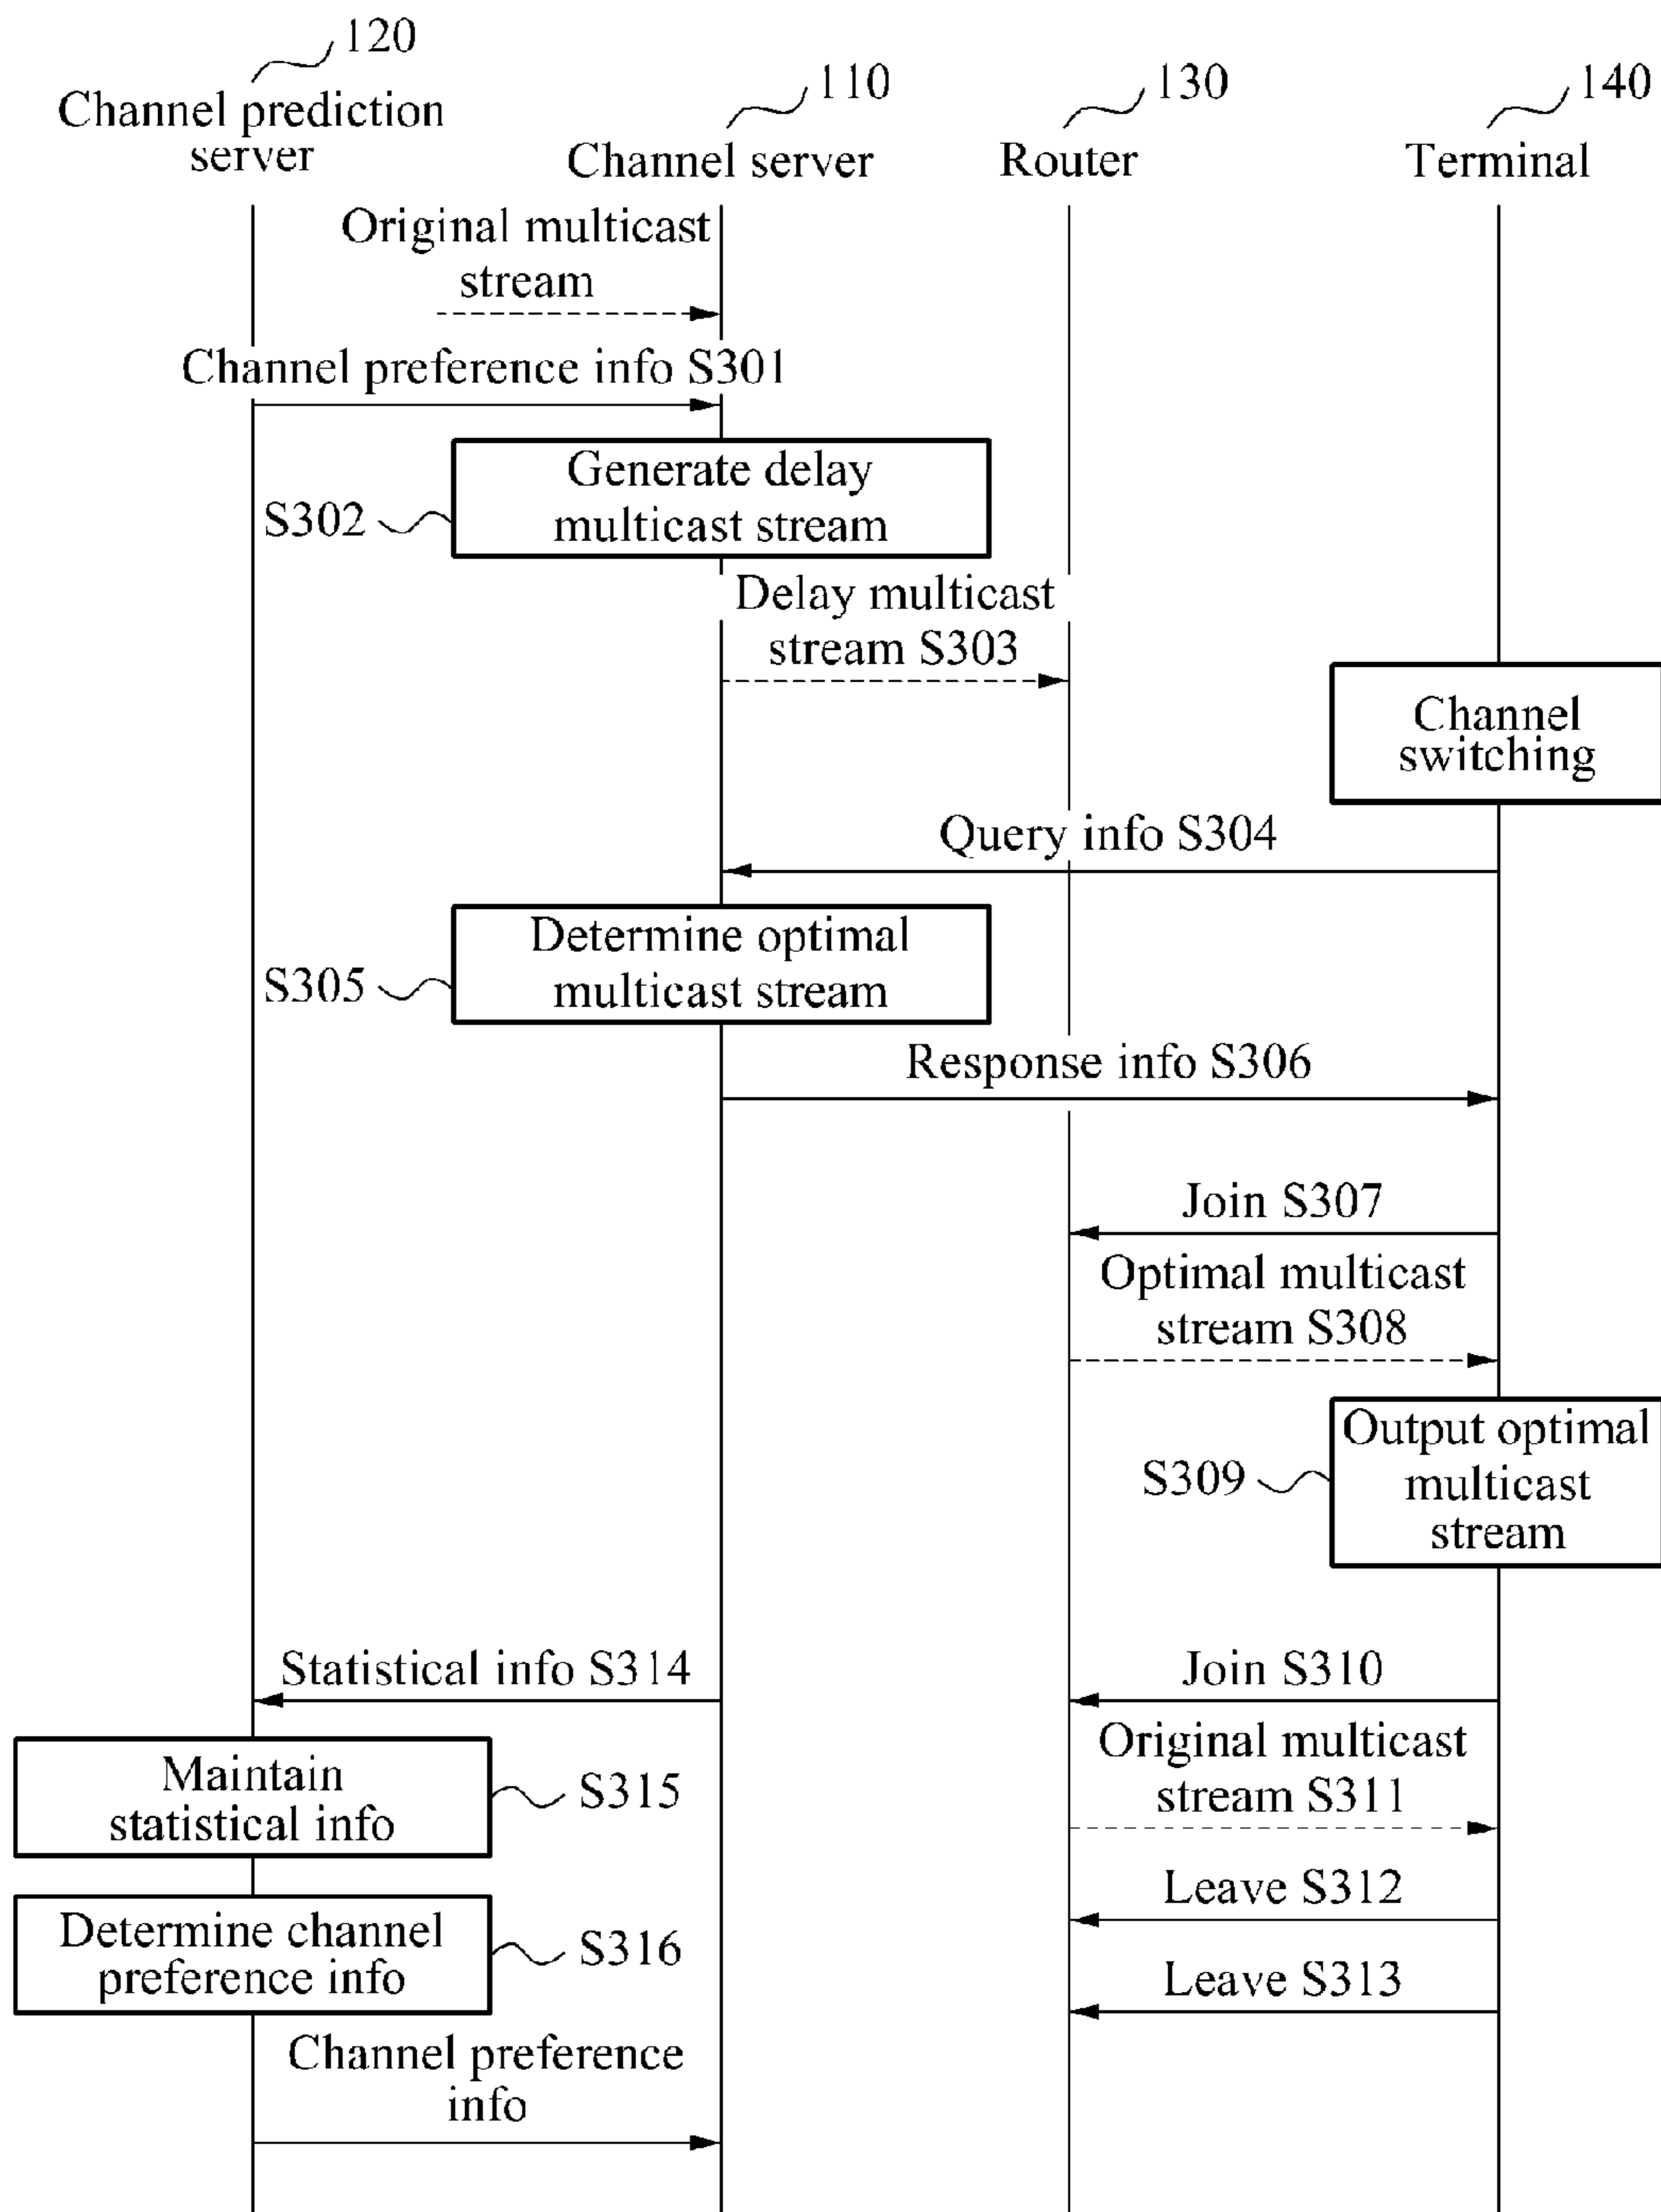 120
Channel prediction
server
110
Channel server
130
Router
140
Terminal
Original multicast
stream
Channel preference info S301
Generate delay
multicast stream
S302
Delay multicast
stream S303
Channel
switching
Query info S304
Determine optimal
multicast stream
S305
Response info S306
Join S307
Optimal multicast
stream S308
Output optimal
multicast
stream
S309
Statistical info S314
Join S310
Maintain
statistical info
S315
Original multicast
stream S311
Leave S312
Determine channel
preference info
S316
Leave S313
Channel preference
info